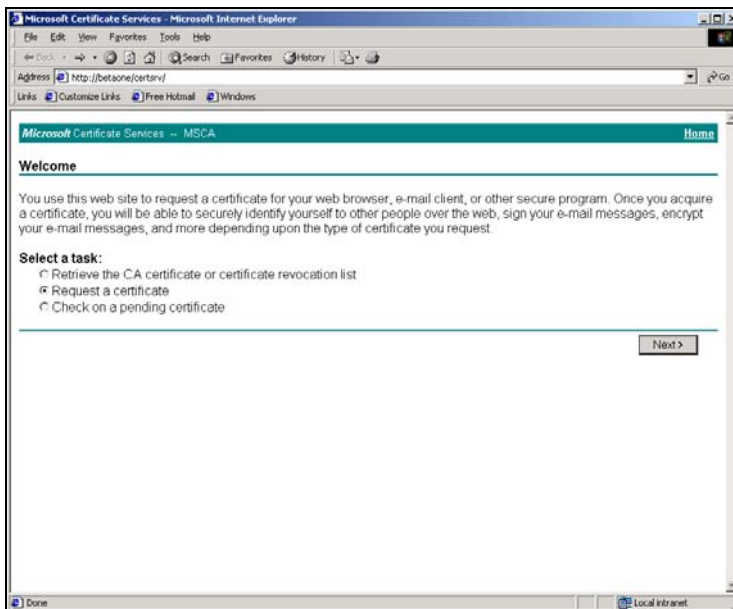 Microsoft Certificate Services - Microsoft Internet Explorer
File Edit View Favorites Tools Help
Back Search Favorites History
Address http://betaone/certsrv/ Go
Links Customize Links Free Hotmail Windows
Microsoft Certificate Services -- MSCA Home
Welcome
You use this web site to request a certificate for your web browser, e-mail client, or other secure program. Once you acquire
a certificate, you will be able to securely identify yourself to other people over the web, sign your e-mail messages, encrypt
your e-mail messages, and more depending upon the type of certificate you request.
Select a task:
Retrieve the CA certificate or certificate revocation list
Request a certificate
Check on a pending certificate
Next >
Done Local intranet